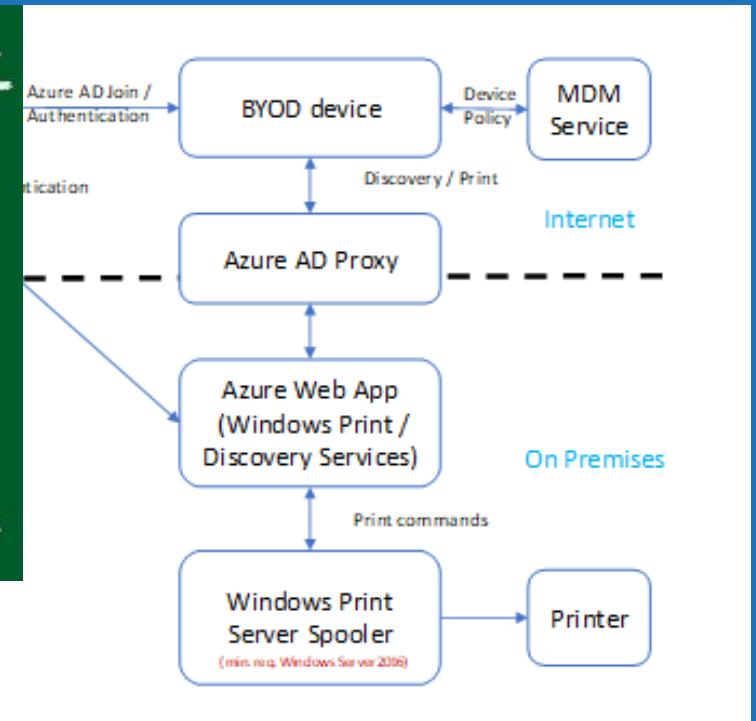 Azure AD Join /
Authentication
BYOD device
Device
Policy
MDM
Service
tication
Discovery / Print
Internet
Azure AD Proxy
Azure Web App
(Windows Print /
Discovery Services)
On Premises
Print commands
Windows Print
Server Spooler
(min. req. Windows Server 2016)
Printer